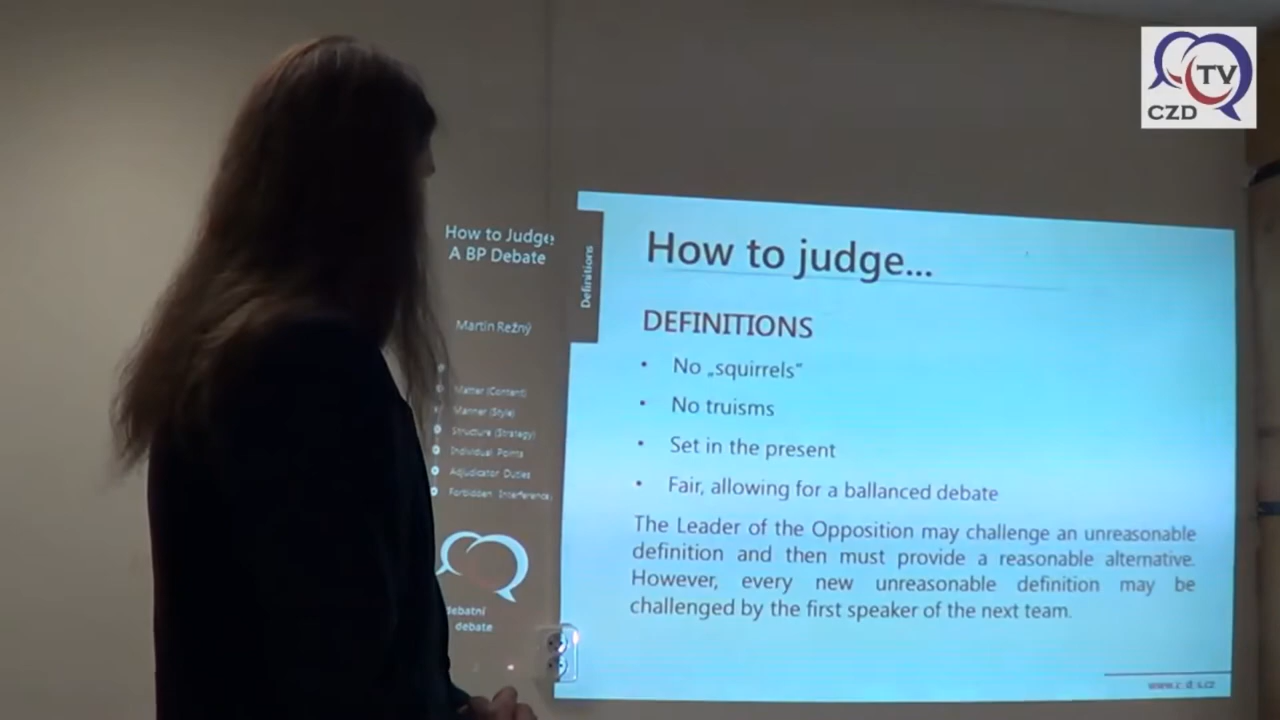 TV
CZD
How to Judge
A BP Debate
Martin Režný
Matter (Content)
Manner (Style)
Structure (Strategy)
Individual Points
Adjudicator Duties
Forbidden Interference
debatní
debate
Definitions
How to judge...
DEFINITIONS
• No „squirrels“
• No truisms
• Set in the present
• Fair, allowing for a ballanced debate
The Leader of the Opposition may challenge an unreasonable
definition and then must provide a reasonable alternative.
However, every new unreasonable definition may be
challenged by the first speaker of the next team.